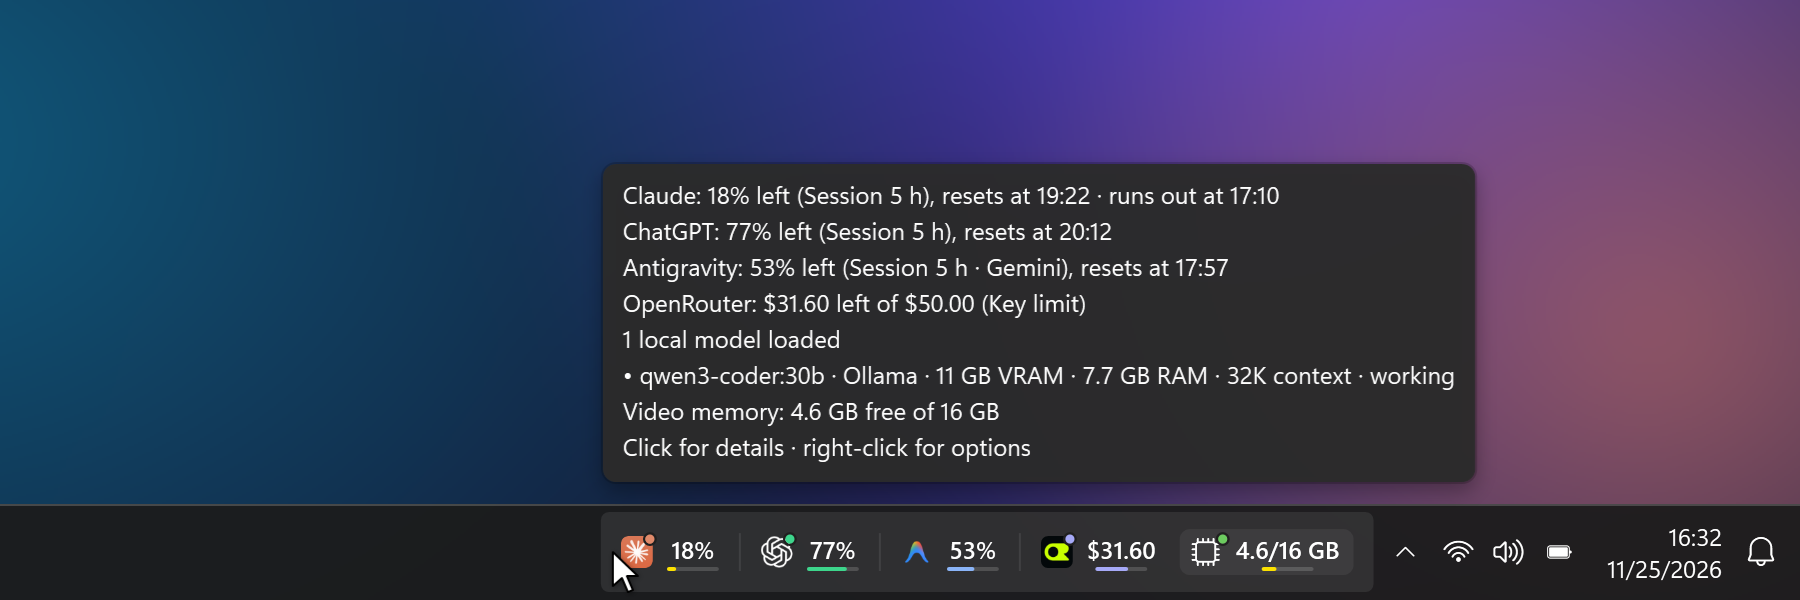 Claude: 18% left (Session 5 h), resets at 19:22 · runs out at 17:10
ChatGPT: 77% left (Session 5 h), resets at 20:12
Antigravity: 53% left (Session 5 h · Gemini), resets at 17:57
OpenRouter: $31.60 left of $50.00 (Key limit)
1 local model loaded
• qwen3-coder:30b · Ollama · 11 GB VRAM · 7.7 GB RAM · 32K context · working
Video memory: 4.6 GB free of 16 GB
Click for details · right-click for options
18% 77% 53% $31.60 4.6/16 GB
16:32
11/25/2026